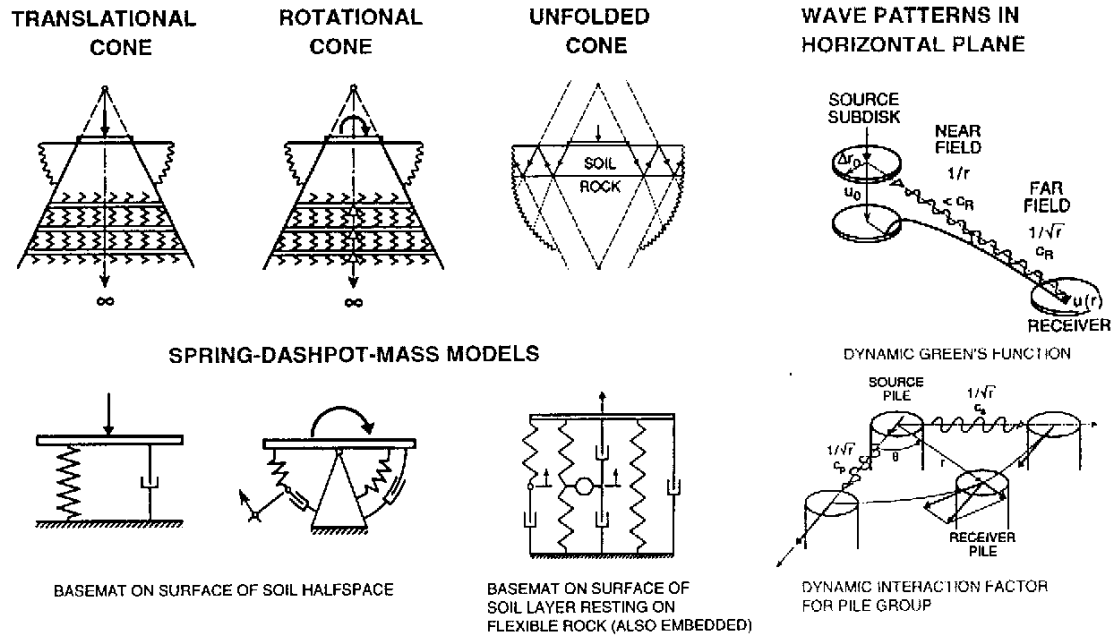 TRANSLATIONAL
CONE
ROTATIONAL
CONE
UNFOLDED
CONE
WAVE PATTERNS IN
HORIZONTAL PLANE
∞
∞
SOIL
ROCK
SOURCE
SUBDISK
NEAR
FIELD
1/r
Δr₀
u₀
< cR
FAR
FIELD
1/√r
cR
u(r)
RECEIVER
DYNAMIC GREEN'S FUNCTION
SPRING-DASHPOT-MASS MODELS
BASEMAT ON SURFACE OF SOIL HALFSPACE
BASEMAT ON SURFACE OF
SOIL LAYER RESTING ON
FLEXIBLE ROCK (ALSO EMBEDDED)
SOURCE
PILE
1/√r
cs
1/√r
cp
θ
r
RECEIVER
PILE
DYNAMIC INTERACTION FACTOR
FOR PILE GROUP